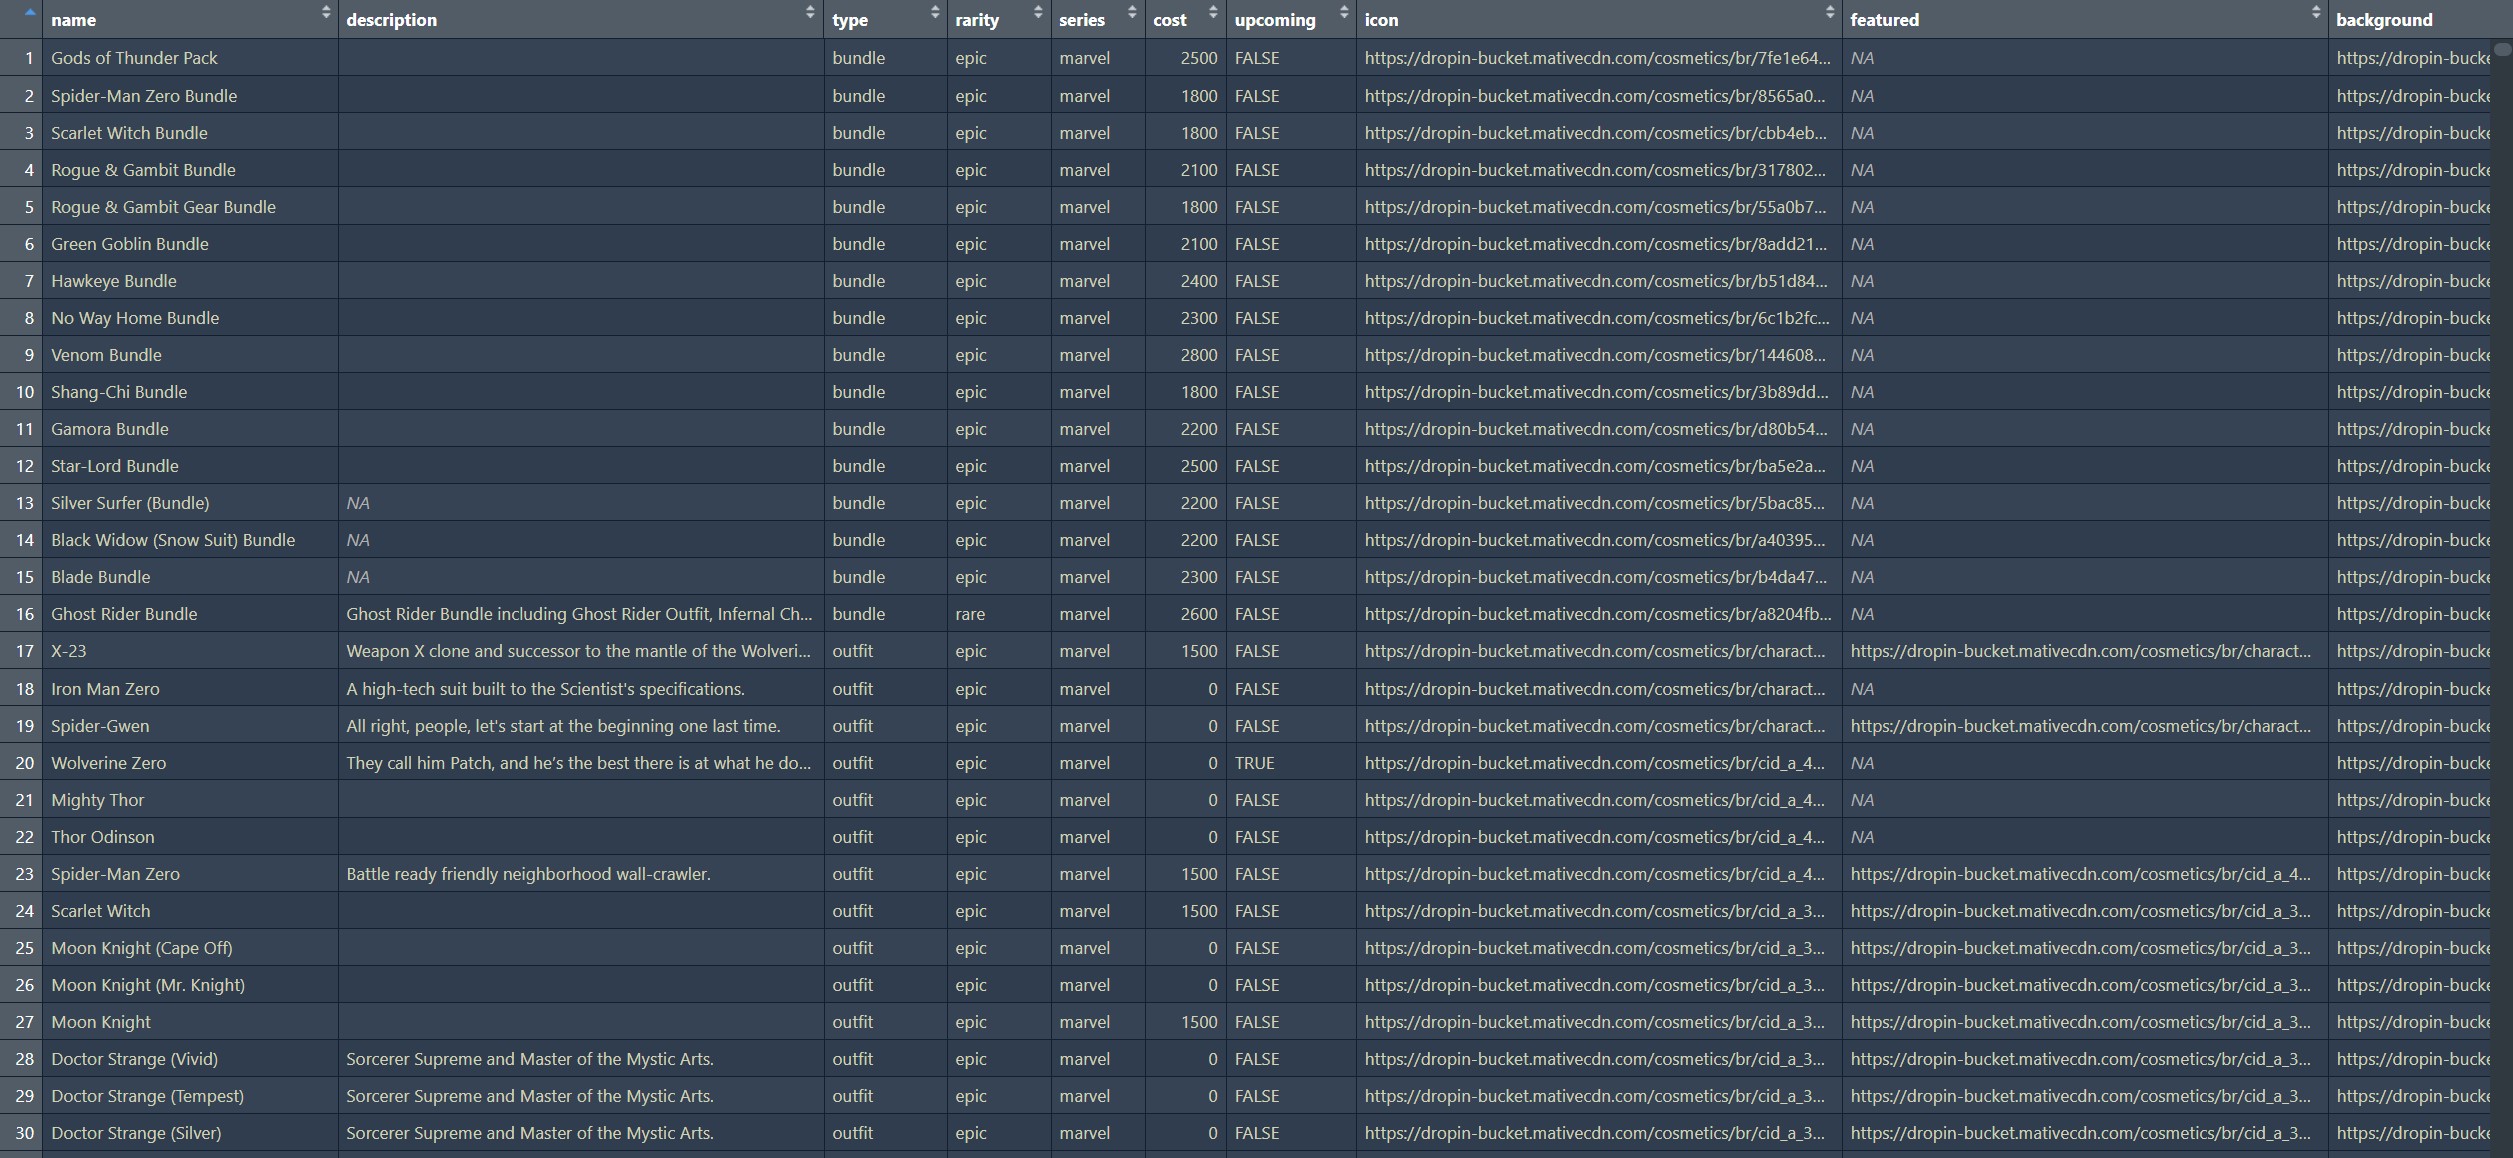 name description type rarity series cost upcoming icon featured background
1 Gods of Thunder Pack bundle epic marvel 2500 FALSE https://dropin-bucket.mativecdn.com/cosmetics/br/7fe1e64... NA https://dropin-bucke
2 Spider-Man Zero Bundle bundle epic marvel 1800 FALSE https://dropin-bucket.mativecdn.com/cosmetics/br/8565a0... NA https://dropin-bucke
3 Scarlet Witch Bundle bundle epic marvel 1800 FALSE https://dropin-bucket.mativecdn.com/cosmetics/br/cbb4eb... NA https://dropin-bucke
4 Rogue & Gambit Bundle bundle epic marvel 2100 FALSE https://dropin-bucket.mativecdn.com/cosmetics/br/317802... NA https://dropin-bucke
5 Rogue & Gambit Gear Bundle bundle epic marvel 1800 FALSE https://dropin-bucket.mativecdn.com/cosmetics/br/55a0b7... NA https://dropin-bucke
6 Green Goblin Bundle bundle epic marvel 2100 FALSE https://dropin-bucket.mativecdn.com/cosmetics/br/8add21... NA https://dropin-bucke
7 Hawkeye Bundle bundle epic marvel 2400 FALSE https://dropin-bucket.mativecdn.com/cosmetics/br/b51d84... NA https://dropin-bucke
8 No Way Home Bundle bundle epic marvel 2300 FALSE https://dropin-bucket.mativecdn.com/cosmetics/br/6c1b2fc... NA https://dropin-bucke
9 Venom Bundle bundle epic marvel 2800 FALSE https://dropin-bucket.mativecdn.com/cosmetics/br/144608... NA https://dropin-bucke
10 Shang-Chi Bundle bundle epic marvel 1800 FALSE https://dropin-bucket.mativecdn.com/cosmetics/br/3b89dd... NA https://dropin-bucke
11 Gamora Bundle bundle epic marvel 2200 FALSE https://dropin-bucket.mativecdn.com/cosmetics/br/d80b54... NA https://dropin-bucke
12 Star-Lord Bundle bundle epic marvel 2500 FALSE https://dropin-bucket.mativecdn.com/cosmetics/br/ba5e2a... NA https://dropin-bucke
13 Silver Surfer (Bundle) NA bundle epic marvel 2200 FALSE https://dropin-bucket.mativecdn.com/cosmetics/br/5bac85... NA https://dropin-bucke
14 Black Widow (Snow Suit) Bundle NA bundle epic marvel 2200 FALSE https://dropin-bucket.mativecdn.com/cosmetics/br/a40395... NA https://dropin-bucke
15 Blade Bundle NA bundle epic marvel 2300 FALSE https://dropin-bucket.mativecdn.com/cosmetics/br/b4da47... NA https://dropin-bucke
16 Ghost Rider Bundle Ghost Rider Bundle including Ghost Rider Outfit, Infernal Ch... bundle rare marvel 2600 FALSE https://dropin-bucket.mativecdn.com/cosmetics/br/a8204fb... NA https://dropin-bucke
17 X-23 Weapon X clone and successor to the mantle of the Wolveri... outfit epic marvel 1500 FALSE https://dropin-bucket.mativecdn.com/cosmetics/br/charact... https://dropin-bucket.mativecdn.com/cosmetics/br/charact... https://dropin-bucke
18 Iron Man Zero A high-tech suit built to the Scientist's specifications. outfit epic marvel 0 FALSE https://dropin-bucket.mativecdn.com/cosmetics/br/charact... NA https://dropin-bucke
19 Spider-Gwen All right, people, let's start at the beginning one last time. outfit epic marvel 0 FALSE https://dropin-bucket.mativecdn.com/cosmetics/br/charact... https://dropin-bucket.mativecdn.com/cosmetics/br/charact... https://dropin-bucke
20 Wolverine Zero They call him Patch, and he’s the best there is at what he do... outfit epic marvel 0 TRUE https://dropin-bucket.mativecdn.com/cosmetics/br/cid_a_4... NA https://dropin-bucke
21 Mighty Thor outfit epic marvel 0 FALSE https://dropin-bucket.mativecdn.com/cosmetics/br/cid_a_4... NA https://dropin-bucke
22 Thor Odinson outfit epic marvel 0 FALSE https://dropin-bucket.mativecdn.com/cosmetics/br/cid_a_4... NA https://dropin-bucke
23 Spider-Man Zero Battle ready friendly neighborhood wall-crawler. outfit epic marvel 1500 FALSE https://dropin-bucket.mativecdn.com/cosmetics/br/cid_a_4... https://dropin-bucket.mativecdn.com/cosmetics/br/cid_a_4... https://dropin-bucke
24 Scarlet Witch outfit epic marvel 1500 FALSE https://dropin-bucket.mativecdn.com/cosmetics/br/cid_a_3... https://dropin-bucket.mativecdn.com/cosmetics/br/cid_a_3... https://dropin-bucke
25 Moon Knight (Cape Off) outfit epic marvel 0 FALSE https://dropin-bucket.mativecdn.com/cosmetics/br/cid_a_3... https://dropin-bucket.mativecdn.com/cosmetics/br/cid_a_3... https://dropin-bucke
26 Moon Knight (Mr. Knight) outfit epic marvel 0 FALSE https://dropin-bucket.mativecdn.com/cosmetics/br/cid_a_3... https://dropin-bucket.mativecdn.com/cosmetics/br/cid_a_3... https://dropin-bucke
27 Moon Knight outfit epic marvel 1500 FALSE https://dropin-bucket.mativecdn.com/cosmetics/br/cid_a_3... https://dropin-bucket.mativecdn.com/cosmetics/br/cid_a_3... https://dropin-bucke
28 Doctor Strange (Vivid) Sorcerer Supreme and Master of the Mystic Arts. outfit epic marvel 0 FALSE https://dropin-bucket.mativecdn.com/cosmetics/br/cid_a_3... https://dropin-bucket.mativecdn.com/cosmetics/br/cid_a_3... https://dropin-bucke
29 Doctor Strange (Tempest) Sorcerer Supreme and Master of the Mystic Arts. outfit epic marvel 0 FALSE https://dropin-bucket.mativecdn.com/cosmetics/br/cid_a_3... https://dropin-bucket.mativecdn.com/cosmetics/br/cid_a_3... https://dropin-bucke
30 Doctor Strange (Silver) Sorcerer Supreme and Master of the Mystic Arts. outfit epic marvel 0 FALSE https://dropin-bucket.mativecdn.com/cosmetics/br/cid_a_3... https://dropin-bucket.mativecdn.com/cosmetics/br/cid_a_3... https://dropin-bucke